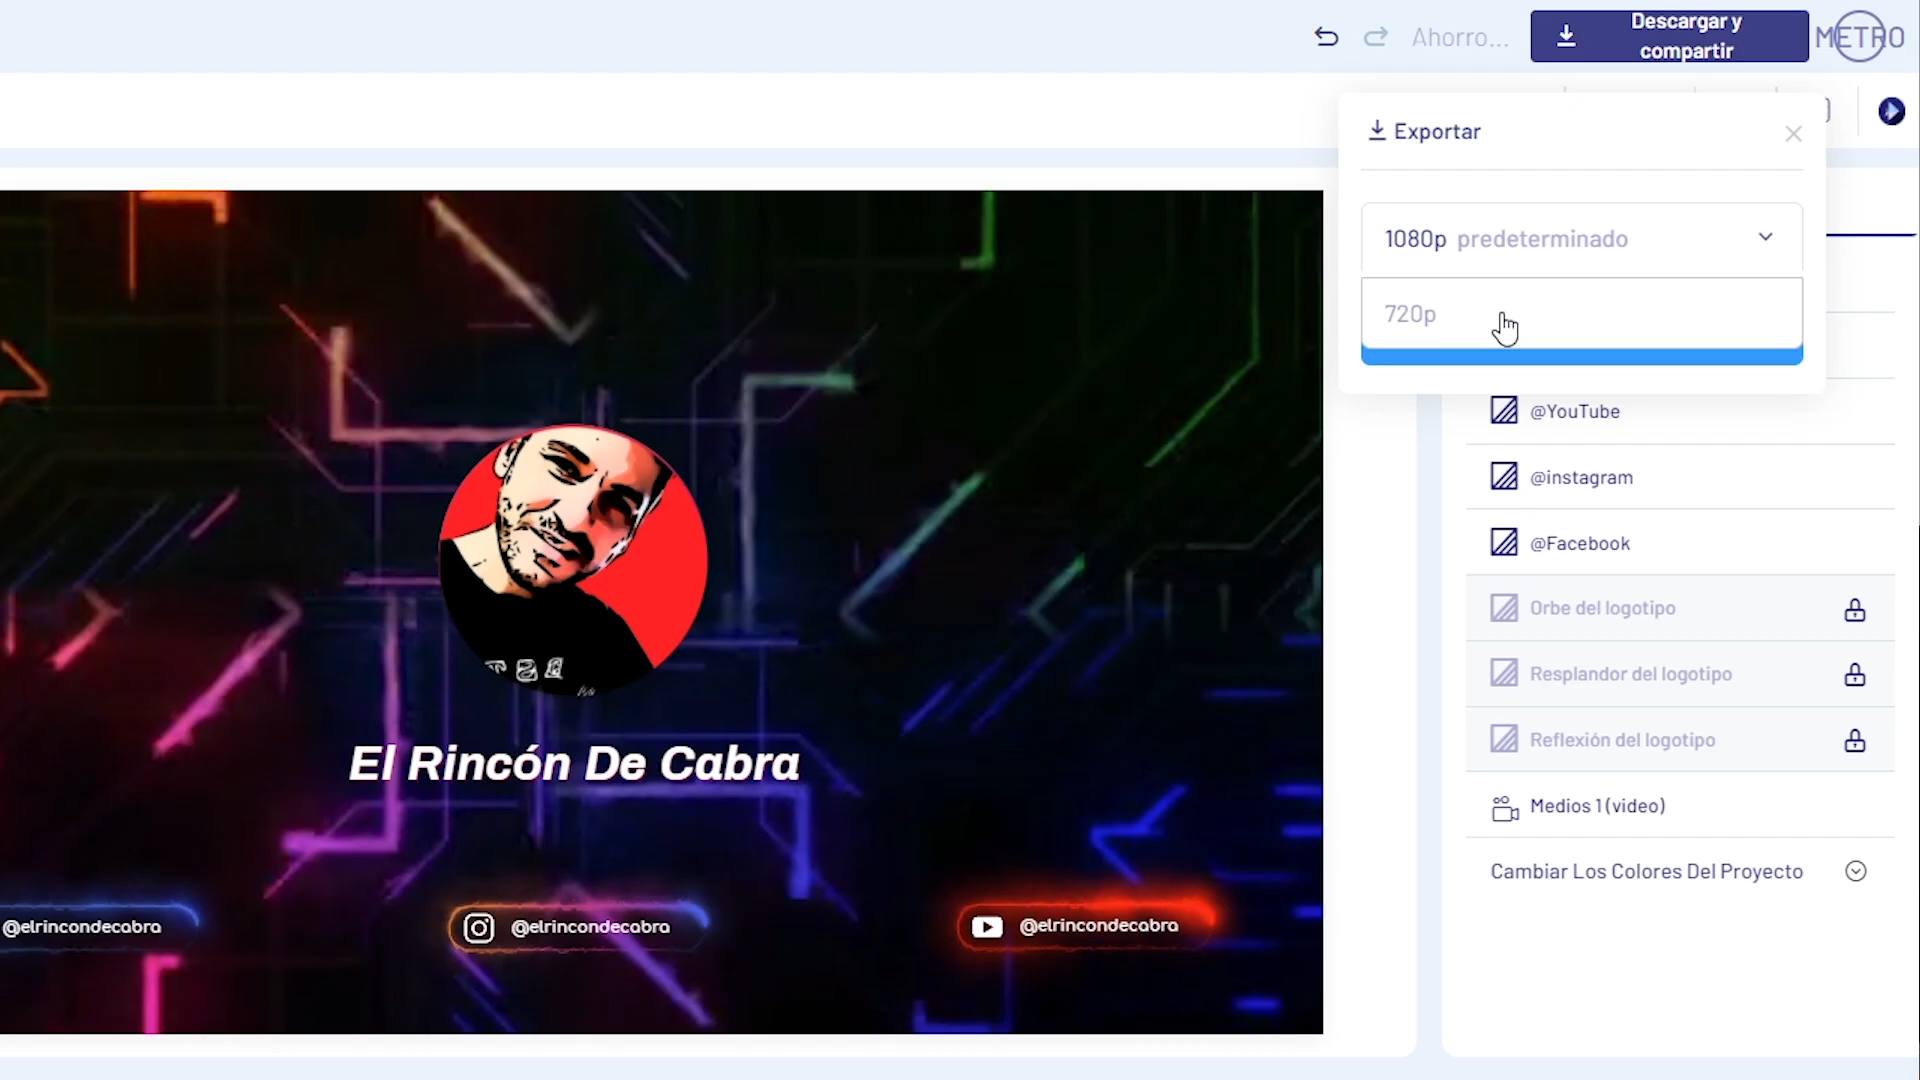 Ahorro...
Descargar y
compartir
METRO
Exportar
1080p predeterminado
720p
@YouTube
@instagram
@Facebook
Orbe del logotipo
Resplandor del logotipo
Reflexión del logotipo
Medios 1 (video)
Cambiar Los Colores Del Proyecto
El Rincón De Cabra
@elrincondecabra
@elrincondecabra
@elrincondecabra